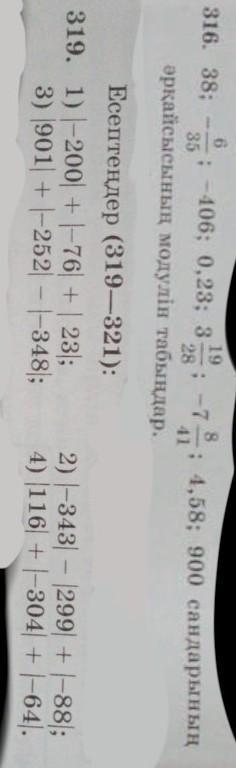 316. 38; -6/35; -406; 0,23; 3 19/28; -7 8/41; 4,58; 900 сандарының
әрқайсысының модулін табыңдар.
Есептеңдер (319—321):
319. 1) |-200| + |-76| + | 23|; 2) |-343| - |299| + |-88|;
3) |901| + |-252| - |-348|; 4) |116| + |-304| + |-64|.